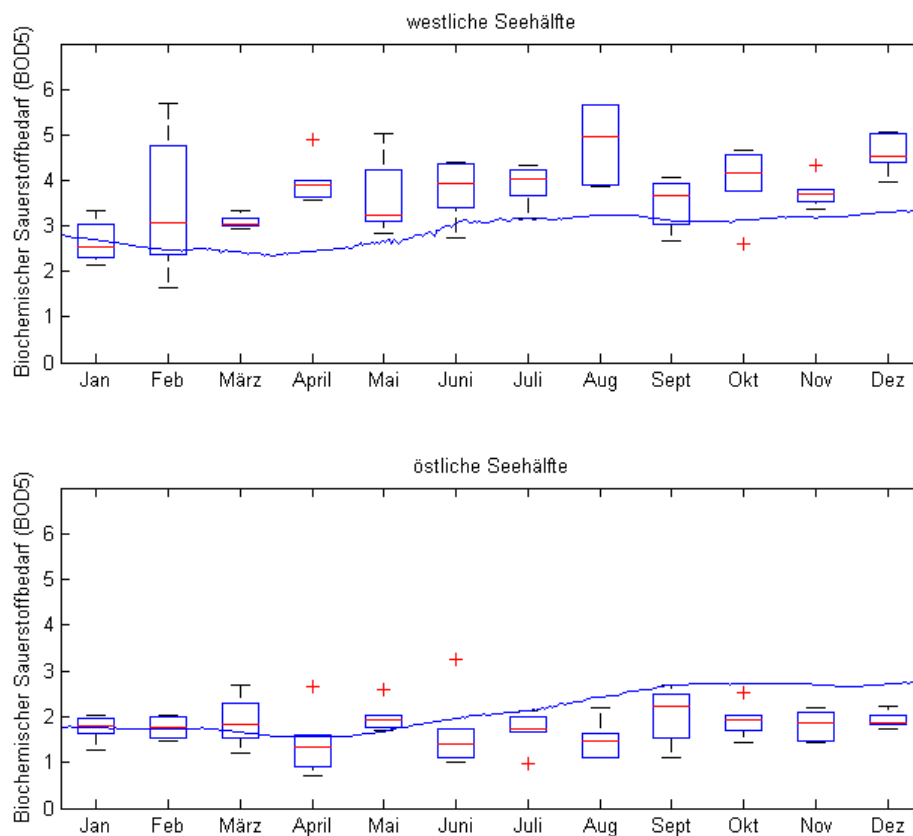 westliche Seehälfte
Biochemischer Sauerstoffbedarf (BOD5)
6
5
4
3
2
1
0
Jan Feb März April Mai Juni Juli Aug Sept Okt Nov Dez
östliche Seehälfte
Biochemischer Sauerstoffbedarf (BOD5)
6
5
4
3
2
1
0
Jan Feb März April Mai Juni Juli Aug Sept Okt Nov Dez